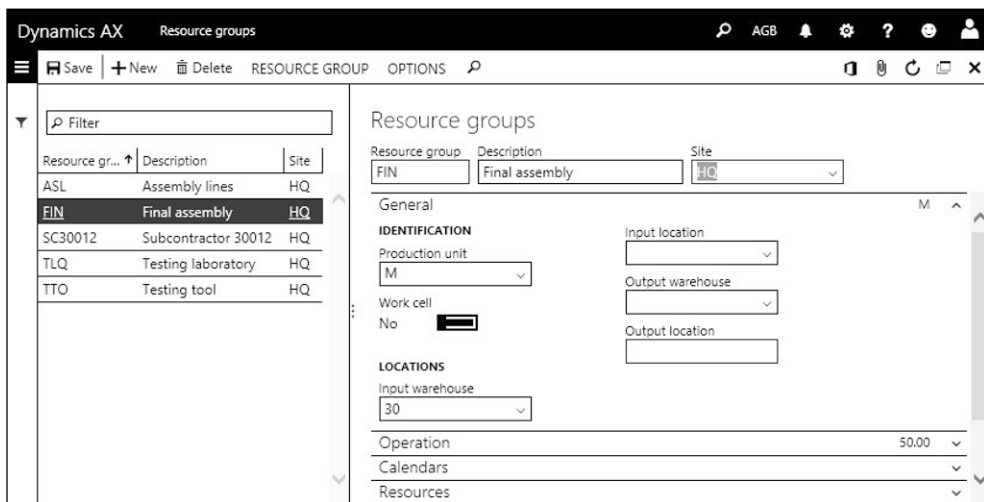 Dynamics AX Resource groups AGB ?
Save + New Delete RESOURCE GROUP OPTIONS
Filter
Resource gr... ↑ Description Site
ASL Assembly lines HQ
FIN Final assembly HQ
SC30012 Subcontractor 30012 HQ
TLQ Testing laboratory HQ
TTO Testing tool HQ
Resource groups
Resource group Description Site
FIN Final assembly HQ
General M
IDENTIFICATION
Production unit
M
Work cell
No
LOCATIONS
Input warehouse
30
Input location
Output warehouse
Output location
Operation 50.00
Calendars
Resources